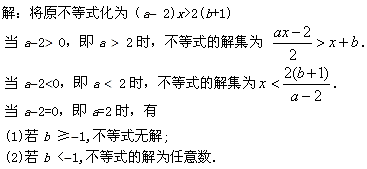 解：将原不等式化为 (a- 2)x>2(b+1)
当 a-2> 0，即 a > 2时，不等式的解集为 \frac{ax-2}{2}>x+b．
当 a-2<0，即 a < 2时，不等式的解集为 x<\frac{2(b+1)}{a-2}．
当 a-2=0，即 a=2时，有
(1)若 b ≥-1,不等式无解;
(2)若 b <-1,不等式的解为任意数．